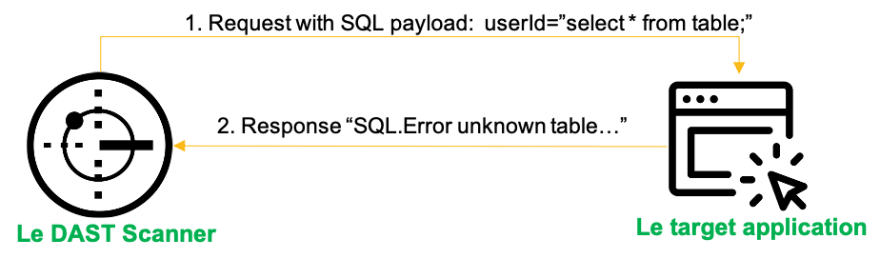 1. Request with SQL payload: userId=”select * from table;”
2. Response “SQL.Error unknown table…”
Le DAST Scanner
Le target application